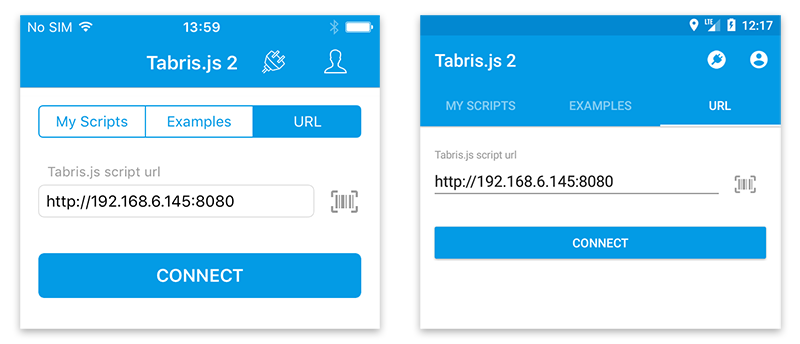 No SIM 13:59
Tabris.js 2
My Scripts Examples URL
Tabris.js script url
http://192.168.6.145:8080
CONNECT
LTE 12:17
Tabris.js 2
MY SCRIPTS EXAMPLES URL
Tabris.js script url
http://192.168.6.145:8080
CONNECT